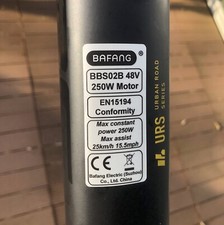 BAFANG
BBS02B 48V
250W Motor
EN15194
Conformity
Max constant
power 250W
Max assist
25km/h 15.5mph
CE
Bafang Electric (Suzhou)
Co., Ltd. China
URS
URBAN ROAD
SERIES